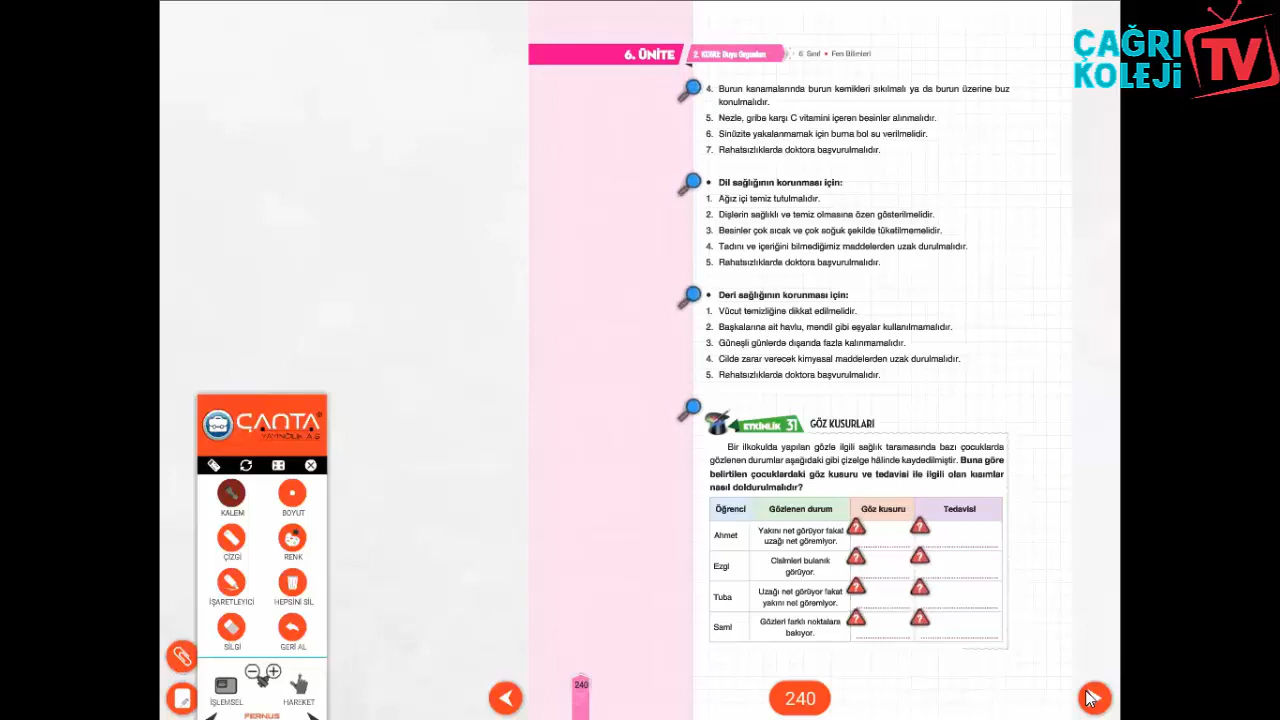 ÇAĞRI
KOLEJİ
TV
6. ÜNİTE
2. KONU: Duyu Organları
6. Sınıf • Fen Bilimleri
4. Burun kanamalarında burun kemikleri sıkılmalı ya da burun üzerine buz
konulmalıdır.
5. Nezle, gribe karşı C vitamini içeren besinler alınmalıdır.
6. Sinüzite yakalanmamak için burna bol su verilmelidir.
7. Rahatsızlıklarda doktora başvurulmalıdır.
• Dil sağlığının korunması için:
1. Ağız içi temiz tutulmalıdır.
2. Dişlerin sağlıklı ve temiz olmasına özen gösterilmelidir.
3. Besinler çok sıcak ve çok soğuk şekilde tüketilmemelidir.
4. Tadını ve içeriğini bilmediğimiz maddelerden uzak durulmalıdır.
5. Rahatsızlıklarda doktora başvurulmalıdır.
• Deri sağlığının korunması için:
1. Vücut temizliğine dikkat edilmelidir.
2. Başkalarına ait havlu, mendil gibi eşyalar kullanılmamalıdır.
3. Güneşli günlerde dışarıda fazla kalınmamalıdır.
4. Cilde zarar verecek kimyasal maddelerden uzak durulmalıdır.
5. Rahatsızlıklarda doktora başvurulmalıdır.
ETKİNLİK 31 GÖZ KUSURLARI
Bir ilkokulda yapılan gözle ilgili sağlık taramasında bazı çocuklarda
gözlenen durumlar aşağıdaki gibi çizelge hâlinde kaydedilmiştir. Buna göre
belirtilen çocuklardaki göz kusuru ve tedavisi ile ilgili olan kısımlar
nasıl doldurulmalıdır?
Öğrenci Gözlenen durum Göz kusuru Tedavisi
Ahmet Yakını net görüyor fakat
uzağı net göremiyor.
Ezgi Cisimleri bulanık
görüyor.
Tuba Uzağı net görüyor fakat
yakını net göremiyor.
Sami Gözleri farklı noktalara
bakıyor.
240
240
ÇANTA
YAYINCILIK A.Ş
KALEM BOYUT
ÇİZGİ RENK
İŞARETLEYİCİ HEPSİNİ SİL
SİLGİ GERİ AL
İŞLEMSEL HAREKET
FERNUS